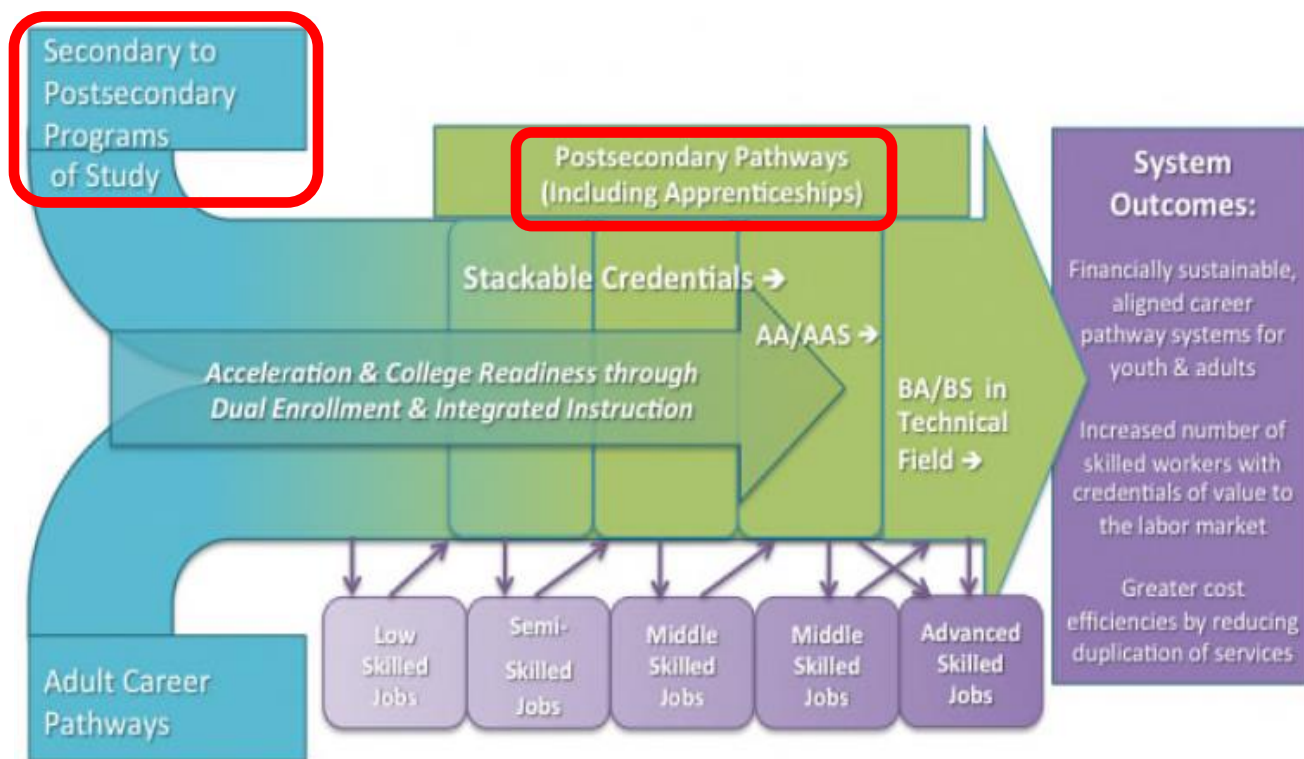 Secondary to
Postsecondary
Programs
of Study
Postsecondary Pathways
(Including Apprenticeships)
Stackable Credentials →
AA/AAS →
Acceleration & College Readiness through
Dual Enrollment & Integrated Instruction
BA/BS in
Technical
Field →
Low
Skilled
Jobs
Semi-
Skilled
Jobs
Middle
Skilled
Jobs
Middle
Skilled
Jobs
Advanced
Skilled
Jobs
Adult Career
Pathways
System
Outcomes:
Financially sustainable,
aligned career
pathway systems for
youth & adults
Increased number of
skilled workers with
credentials of value to
the labor market
Greater cost
efficiencies by reducing
duplication of services